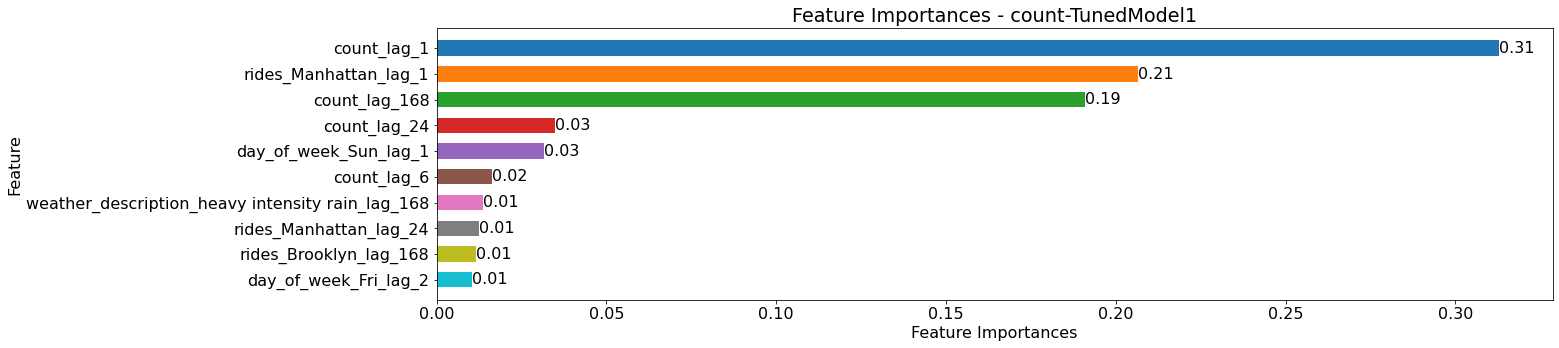 Feature Importances - count-TunedModel1
Feature
count_lag_1 0.31
rides_Manhattan_lag_1 0.21
count_lag_168 0.19
count_lag_24 0.03
day_of_week_Sun_lag_1 0.03
count_lag_6 0.02
weather_description_heavy intensity rain_lag_168 0.01
rides_Manhattan_lag_24 0.01
rides_Brooklyn_lag_168 0.01
day_of_week_Fri_lag_2 0.01
0.00 0.05 0.10 0.15 0.20 0.25 0.30
Feature Importances